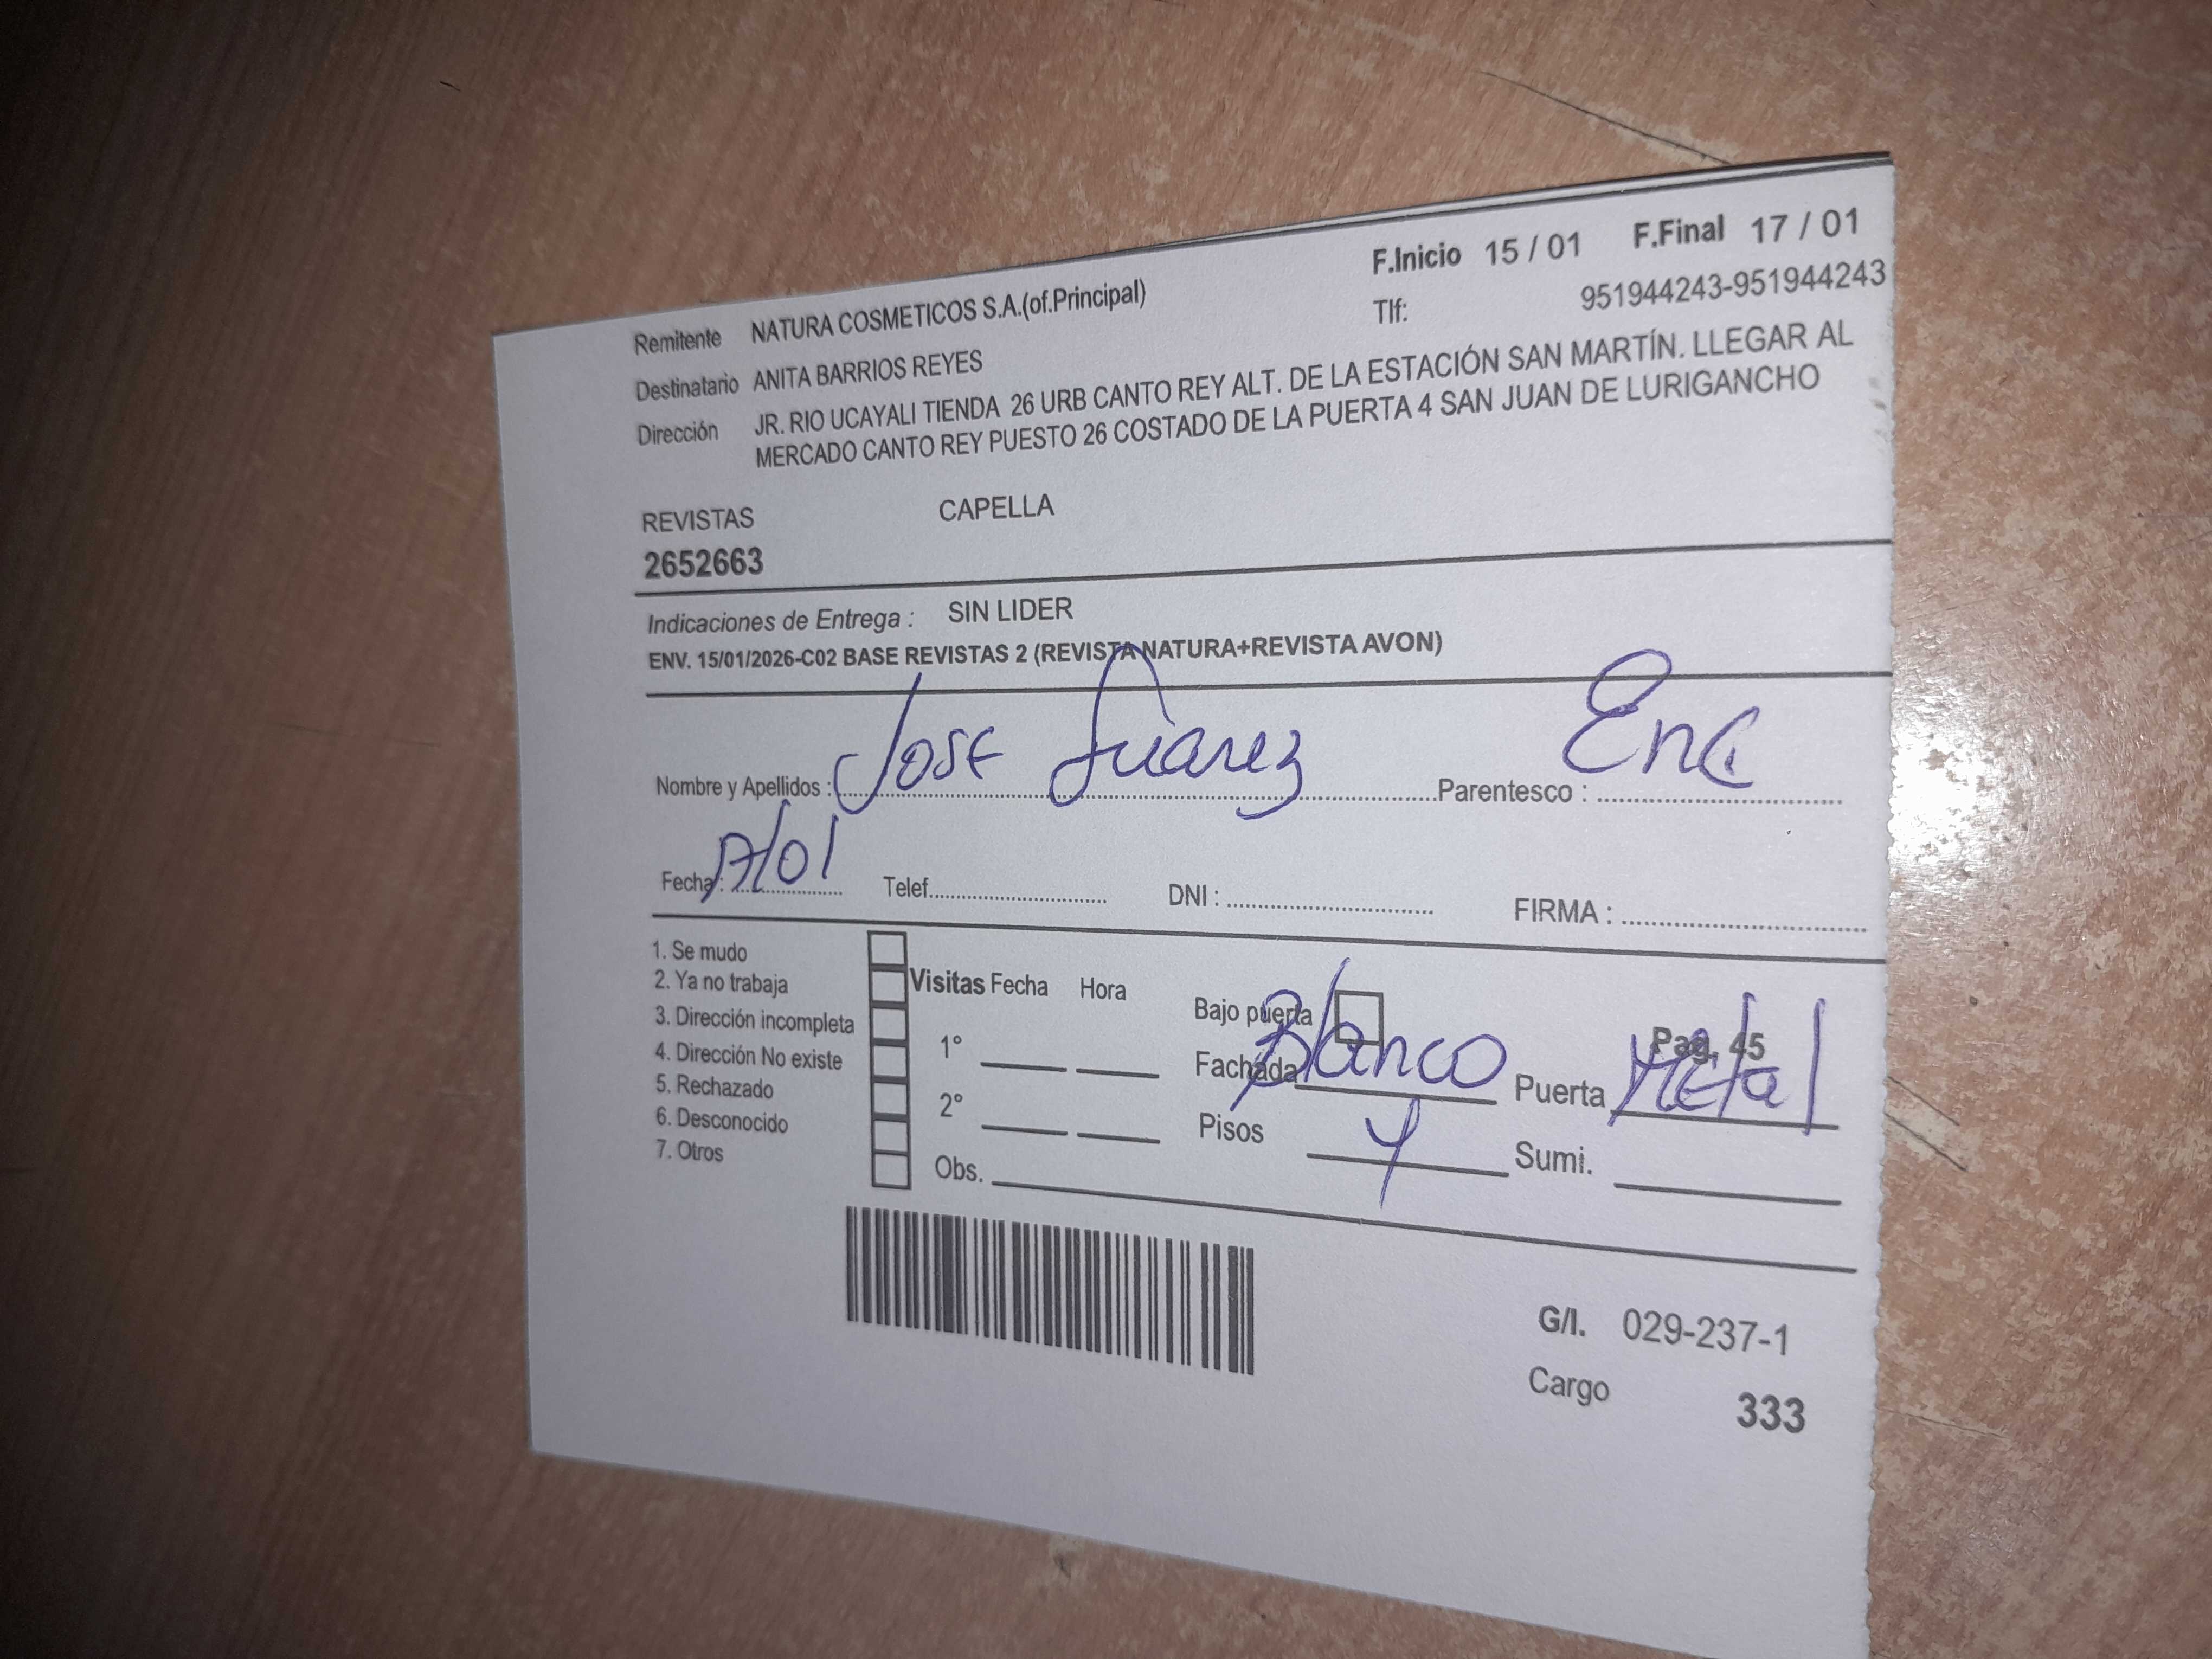 F.Inicio 15 / 01 F.Final 17 / 01
Remitente NATURA COSMETICOS S.A.(of.Principal) Tlf: 951944243-951944243
Destinatario ANITA BARRIOS REYES
Dirección JR. RIO UCAYALI TIENDA 26 URB CANTO REY ALT. DE LA ESTACIÓN SAN MARTÍN. LLEGAR AL
MERCADO CANTO REY PUESTO 26 COSTADO DE LA PUERTA 4 SAN JUAN DE LURIGANCHO
REVISTAS CAPELLA
2652663
Indicaciones de Entrega : SIN LIDER
ENV. 15/01/2026-C02 BASE REVISTAS 2 (REVISTA NATURA+REVISTA AVON)
Nombre y Apellidos : Jose Suarez Parentesco : Enc
Fecha : 17/01 Telef. DNI : FIRMA :
1. Se mudo
2. Ya no trabaja
3. Dirección incompleta
4. Dirección No existe
5. Rechazado
6. Desconocido
7. Otros
Visitas Fecha Hora
1°
2°
Obs.
Bajo puerta Pag. 45
Fachada Blanco Puerta Metal
Pisos 4 Sumi.
G/I. 029-237-1
Cargo 333